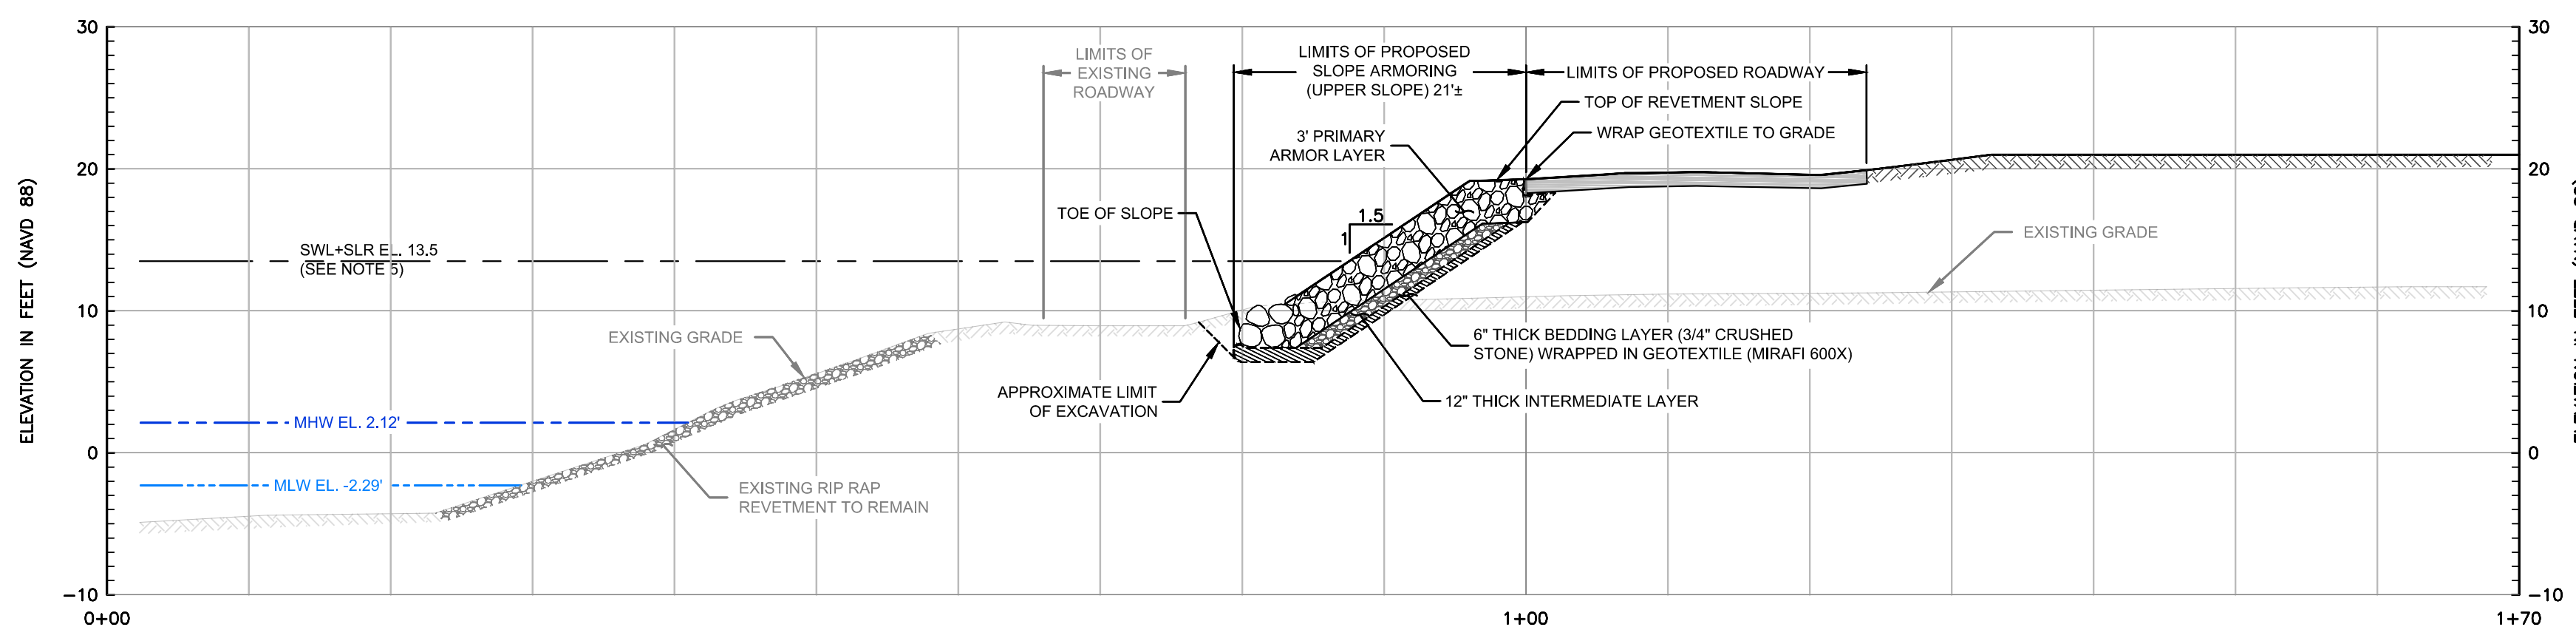 30
20
10
0
-10
ELEVATION IN FEET (NAVD 88)
0+00
1+00
1+70
LIMITS OF
EXISTING
ROADWAY
LIMITS OF PROPOSED
SLOPE ARMORING
(UPPER SLOPE) 21'±
LIMITS OF PROPOSED ROADWAY
TOP OF REVETMENT SLOPE
WRAP GEOTEXTILE TO GRADE
3' PRIMARY
ARMOR LAYER
TOE OF SLOPE
1.5
1
SWL+SLR EL. 13.5
(SEE NOTE 5)
EXISTING GRADE
EXISTING GRADE
6" THICK BEDDING LAYER (3/4" CRUSHED
STONE) WRAPPED IN GEOTEXTILE (MIRAFI 600X)
APPROXIMATE LIMIT
OF EXCAVATION
12" THICK INTERMEDIATE LAYER
MHW EL. 2.12'
MLW EL. -2.29'
EXISTING RIP RAP
REVETMENT TO REMAIN
30
20
10
0
-10